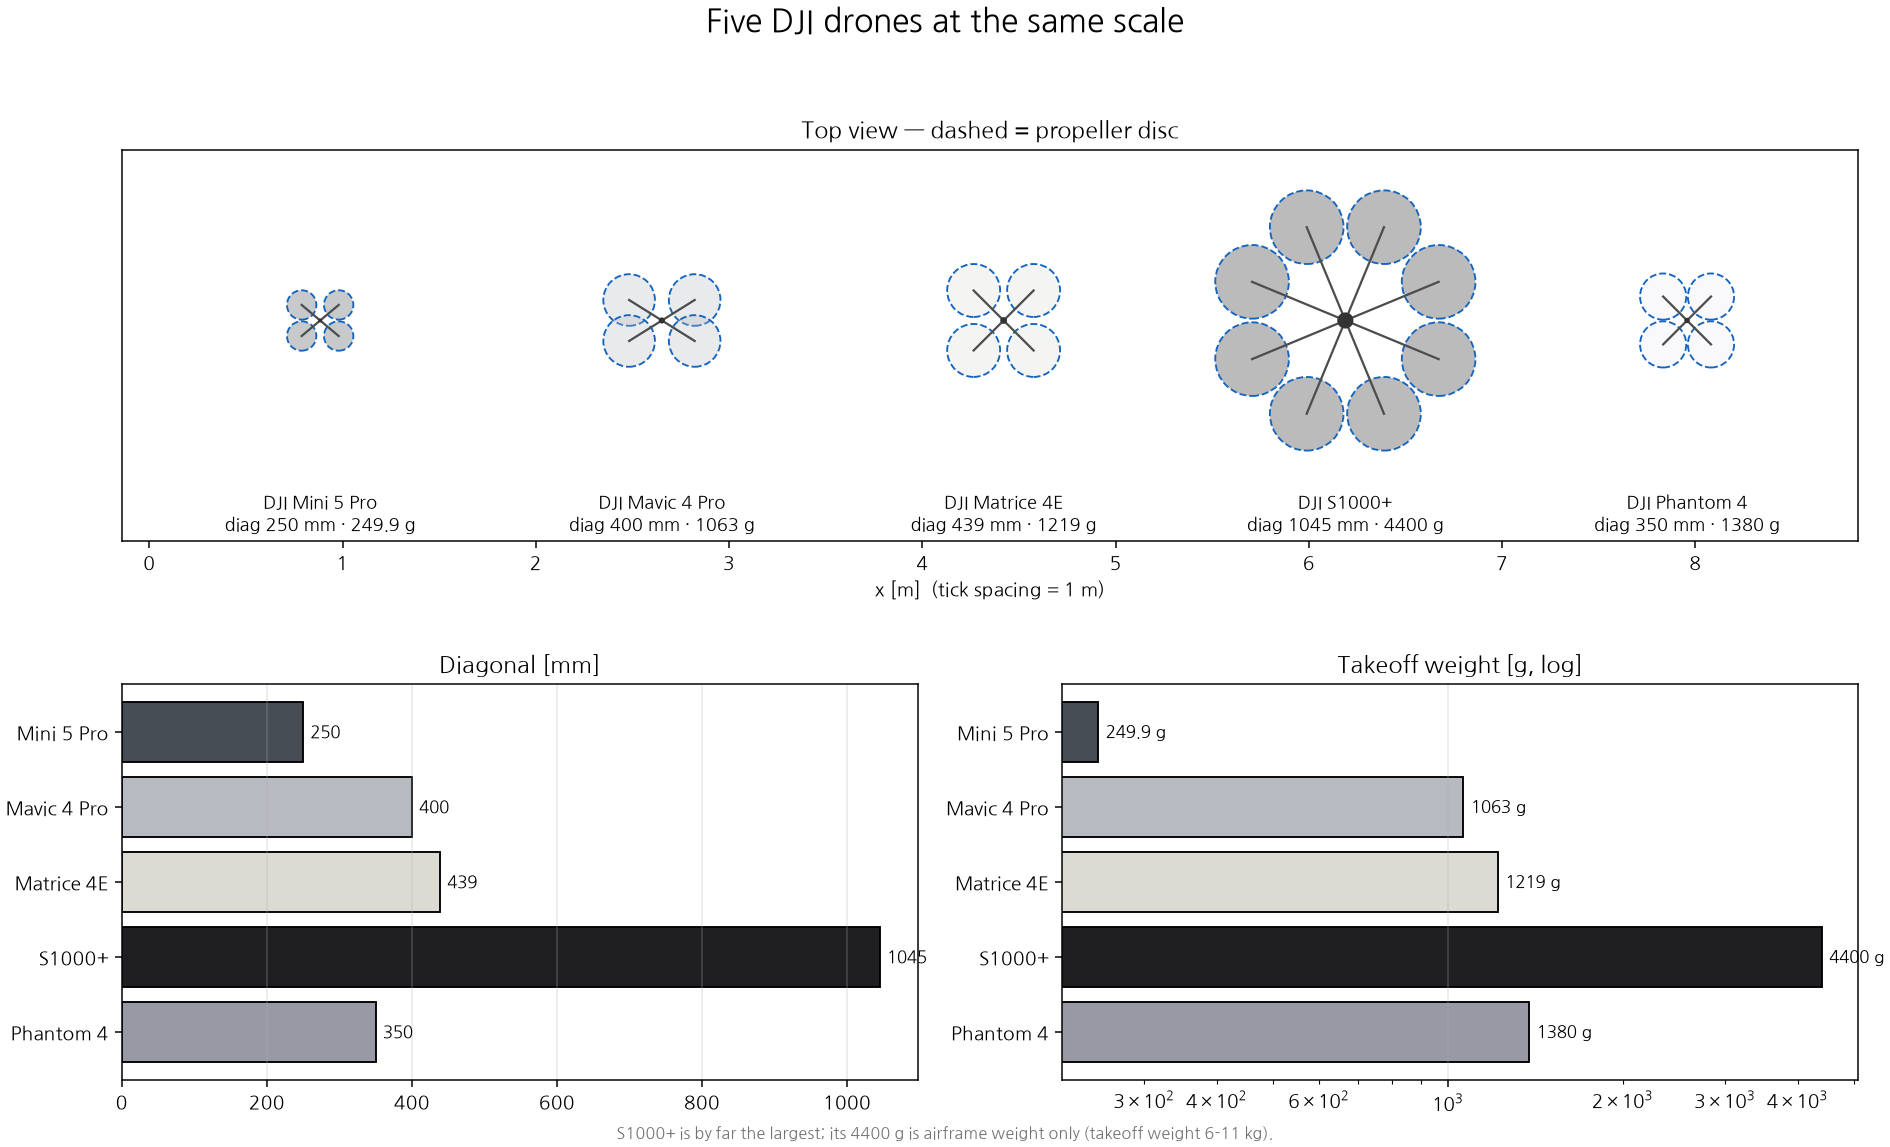 Five DJI drones at the same scale
Top view — dashed = propeller disc
DJI Mini 5 Pro
diag 250 mm · 249.9 g
DJI Mavic 4 Pro
diag 400 mm · 1063 g
DJI Matrice 4E
diag 439 mm · 1219 g
DJI S1000+
diag 1045 mm · 4400 g
DJI Phantom 4
diag 350 mm · 1380 g
0 1 2 3 4 5 6 7 8
x [m] (tick spacing = 1 m)
Diagonal [mm]
Mini 5 Pro 250
Mavic 4 Pro 400
Matrice 4E 439
S1000+ 1045
Phantom 4 350
0 200 400 600 800 1000
Takeoff weight [g, log]
Mini 5 Pro 249.9 g
Mavic 4 Pro 1063 g
Matrice 4E 1219 g
S1000+ 4400 g
Phantom 4 1380 g
3×10² 4×10² 6×10² 10³ 2×10³ 3×10³ 4×10³
S1000+ is by far the largest; its 4400 g is airframe weight only (takeoff weight 6-11 kg).